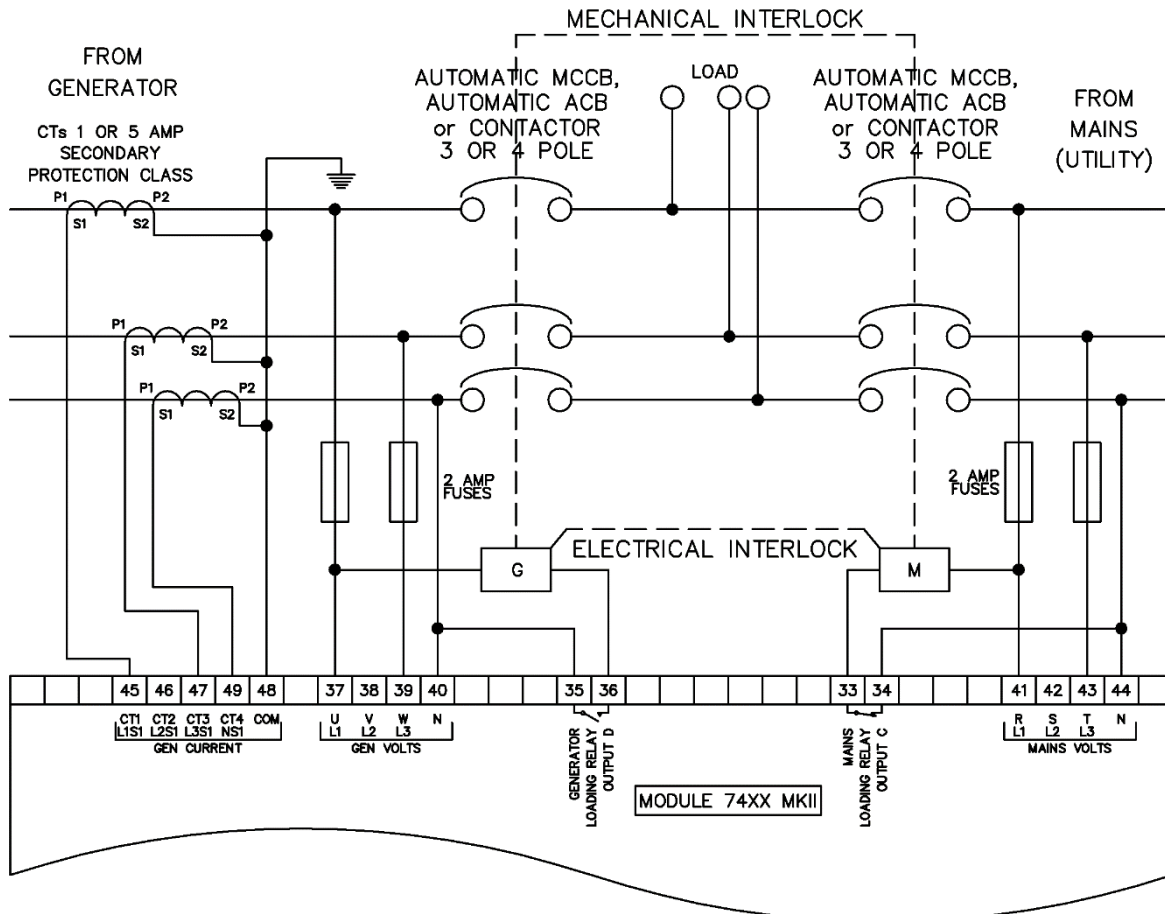 MECHANICAL INTERLOCK
FROM
GENERATOR
CTs 1 OR 5 AMP
SECONDARY
PROTECTION CLASS
AUTOMATIC MCCB,
AUTOMATIC ACB
or CONTACTOR
3 OR 4 POLE
LOAD
AUTOMATIC MCCB,
AUTOMATIC ACB
or CONTACTOR
3 OR 4 POLE
FROM
MAINS
(UTILITY)
P1 P2
S1 S2
P1 P2
S1 S2
P1 P2
S1 S2
2 AMP
FUSES
2 AMP
FUSES
ELECTRICAL INTERLOCK
G
M
45 46 47 49 48 37 38 39 40 35 36 33 34 41 42 43 44
CT1 CT2 CT3 CT4 COM
L1S1 L2S1 L3S1 NS1
GEN CURRENT
U V W N
L1 L2 L3
GEN VOLTS
GENERATOR
LOADING RELAY
OUTPUT D
MAINS
LOADING RELAY
OUTPUT C
R S T N
L1 L2 L3
MAINS VOLTS
MODULE 74XX MKII